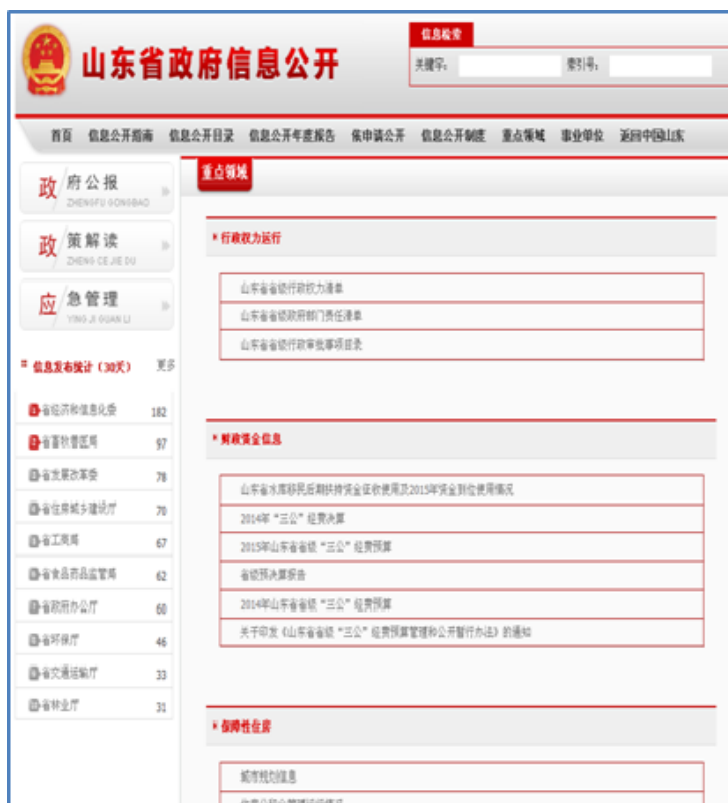 信息检索
山东省政府信息公开
关键字:
索引号:
首页 信息公开指南 信息公开目录 信息公开年度报告 依申请公开 信息公开制度 重点领域 事业单位 返回中国山东
政府公报
ZHENGFU GONGBAO
政策解读
ZHENG CE JIE DU
应急管理
YING JI GUAN LI
信息发布统计(30天) 更多
省经济和信息化委 182
省畜牧兽医局 97
省发展改革委 78
省住房城乡建设厅 70
省工商局 67
省食品药品监管局 62
省政府办公厅 60
省环保厅 46
省交通运输厅 33
省林业厅 31
重点领域
行政权力运行
山东省省级行政权力清单
山东省省级政府部门责任清单
山东省省级行政审批事项目录
财政资金信息
山东省水库移民后期扶持资金征收使用及2015年资金到位使用情况
2014年“三公”经费决算
2015年山东省省级“三公”经费预算
省级预决算报告
2014年山东省省级“三公”经费预算
关于印发《山东省省级“三公”经费预算管理和公开暂行办法》的通知
保障性住房
城市规划信息